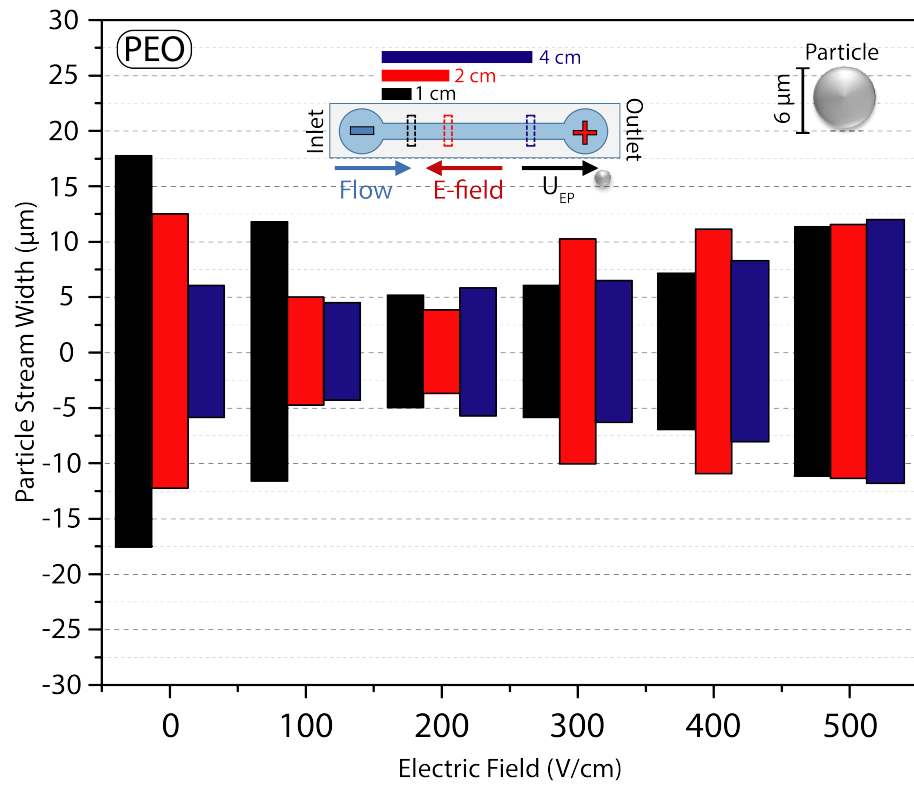 PEO
4 cm
2 cm
1 cm
Inlet
Outlet
Flow
E-field
U_EP
Particle
6 µm
Particle Stream Width (µm)
30
25
20
15
10
5
0
-5
-10
-15
-20
-25
-30
0 100 200 300 400 500
Electric Field (V/cm)